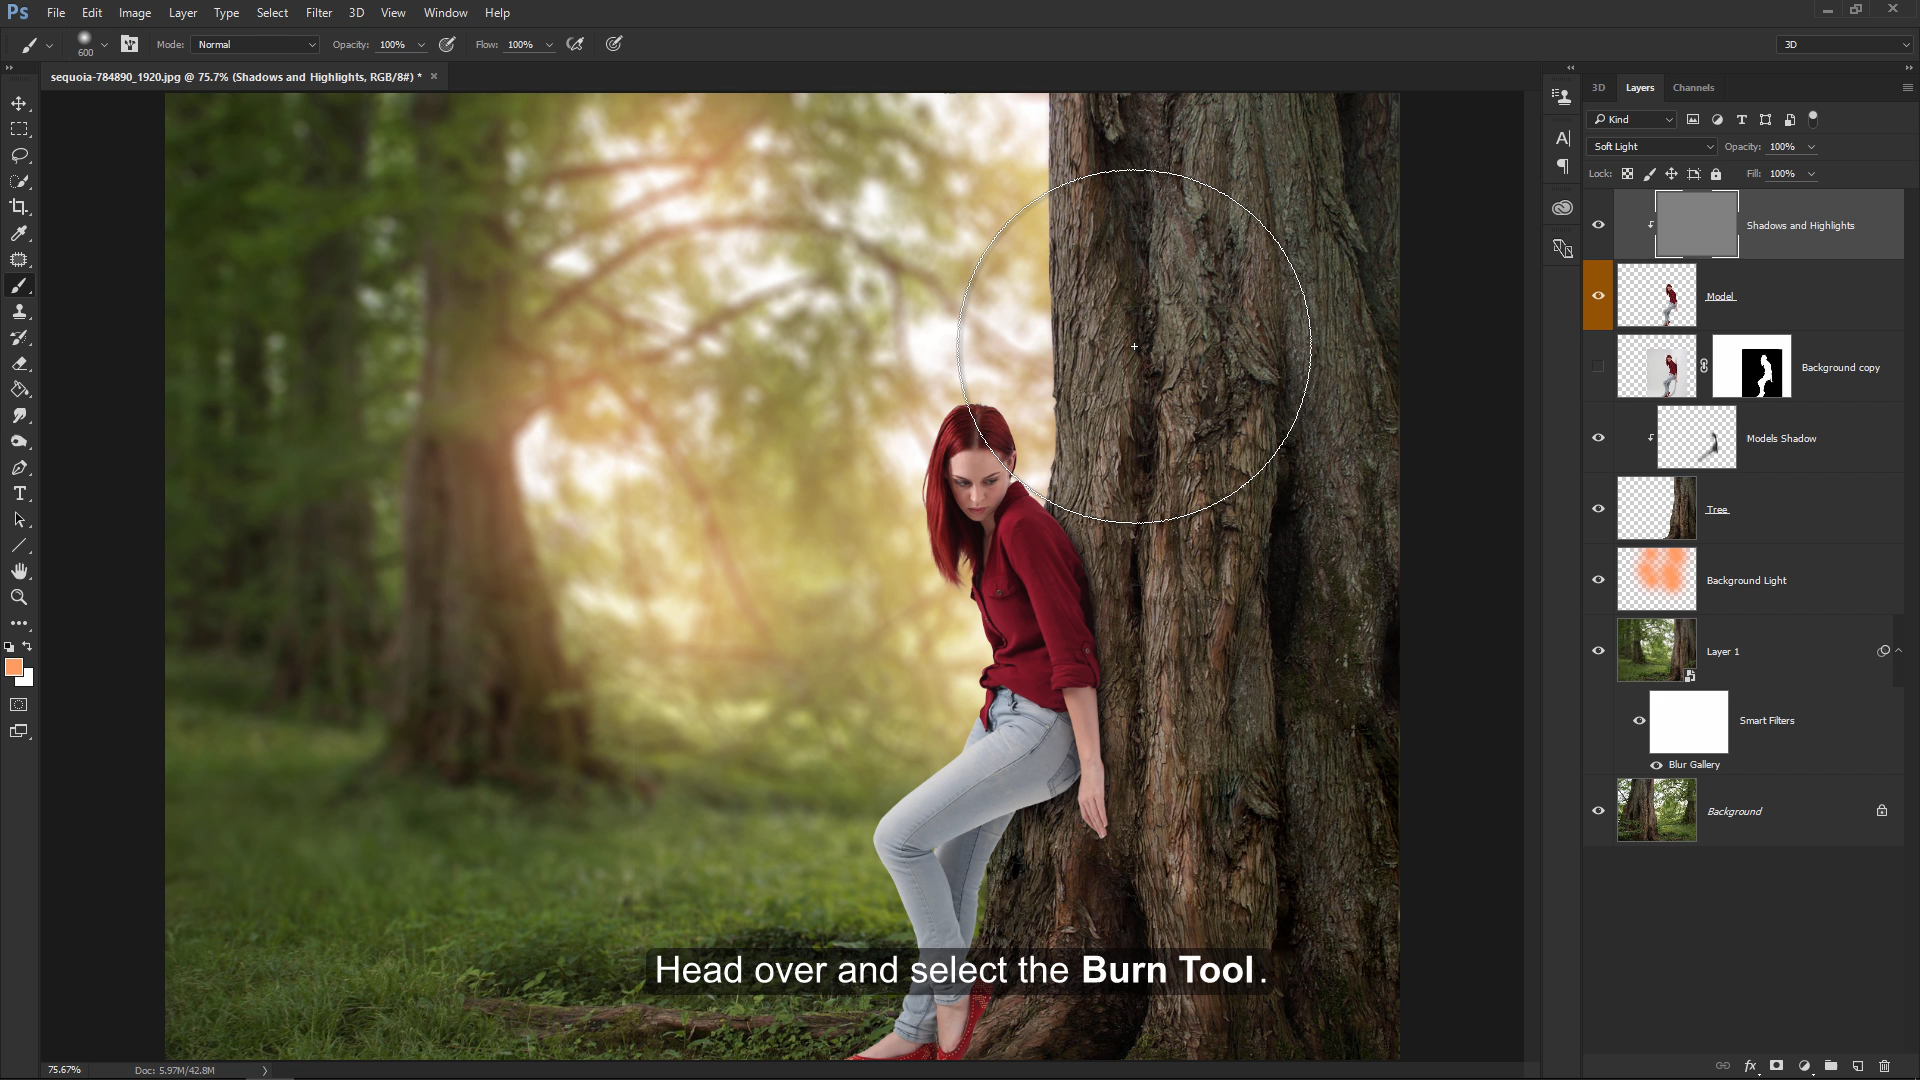 Ps File Edit Image Layer Type Select Filter 3D View Window Help
600 Mode: Normal Opacity: 100% Flow: 100% 3D
sequoia-784890_1920.jpg @ 75.7% (Shadows and Highlights, RGB/8#) *
3D Layers Channels
Kind
Soft Light Opacity: 100%
Lock: Fill: 100%
Shadows and Highlights
Model
Background copy
Models Shadow
Tree
Background Light
Layer 1
Smart Filters
Blur Gallery
Background
Head over and select the Burn Tool.
75.67% Doc: 5.97M/42.8M